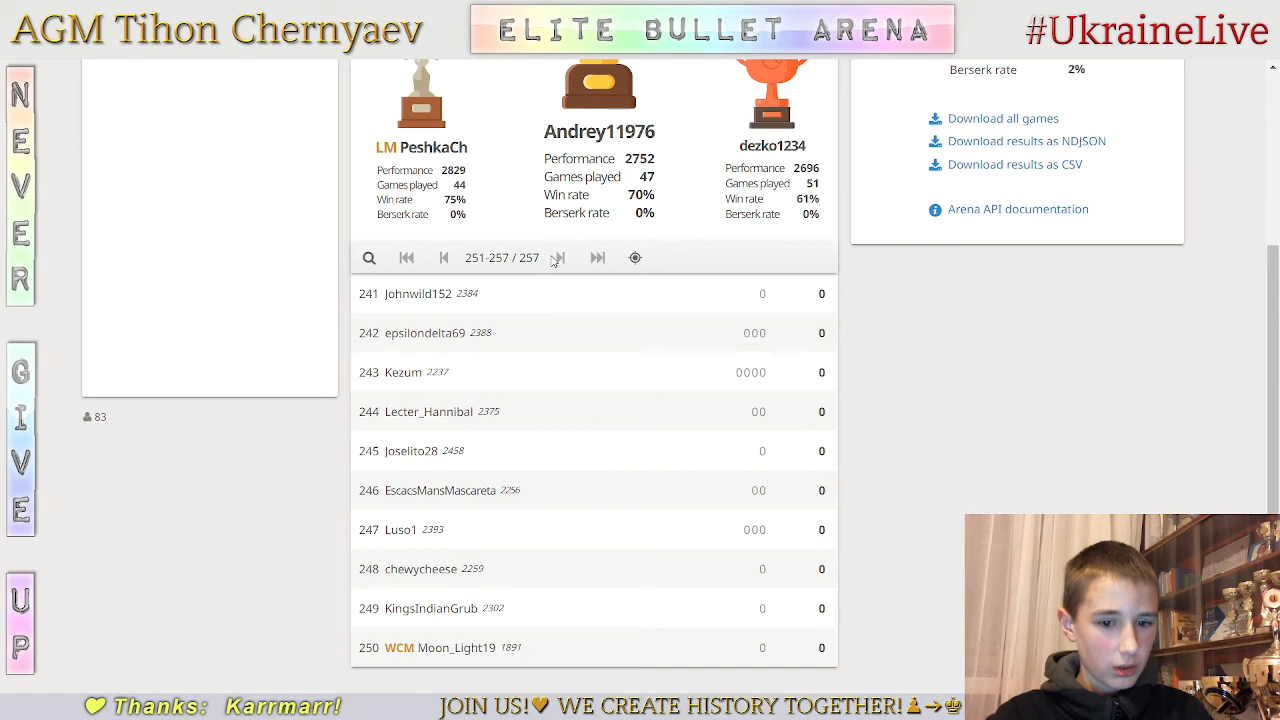 AGM Tihon Chernyaev
ELITE BULLET ARENA
#UkraineLive
NEVER
GIVE
UP
LM PeshkaCh
Performance 2829
Games played 44
Win rate 75%
Berserk rate 0%
Andrey11976
Performance 2752
Games played 47
Win rate 70%
Berserk rate 0%
dezko1234
Performance 2696
Games played 51
Win rate 61%
Berserk rate 0%
Berserk rate 2%
Download all games
Download results as NDJSON
Download results as CSV
Arena API documentation
251-257 / 257
241 Johnwild152 2384 0 0
242 epsilondelta69 2388 000 0
243 Kezum 2237 0000 0
244 Lecter_Hannibal 2375 00 0
245 Joselito28 2458 0 0
246 EscacsMansMascareta 2256 00 0
247 Luso1 2393 000 0
248 chewycheese 2259 0 0
249 KingsIndianGrub 2302 0 0
250 WCM Moon_Light19 1891 0 0
83
Thanks: Karrmarr!
JOIN US!♥ WE CREATE HISTORY TOGETHER!♟→♚